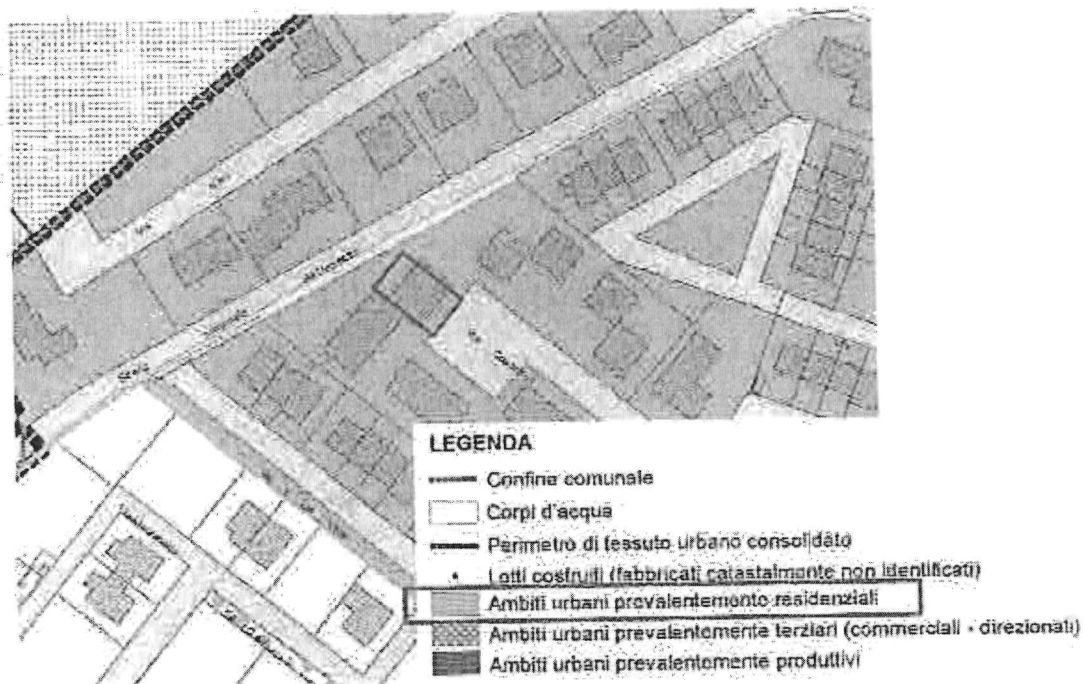 LEGENDA
Confine comunale
Corpi d'acqua
Perimetro di tessuto urbano consolidato
Lotti costruiti (fabbricati catastalmente non identificati)
Ambiti urbani prevalentemente residenziali
Ambiti urbani prevalentemente terziari (commerciali - direzionali)
Ambiti urbani prevalentemente produttivi